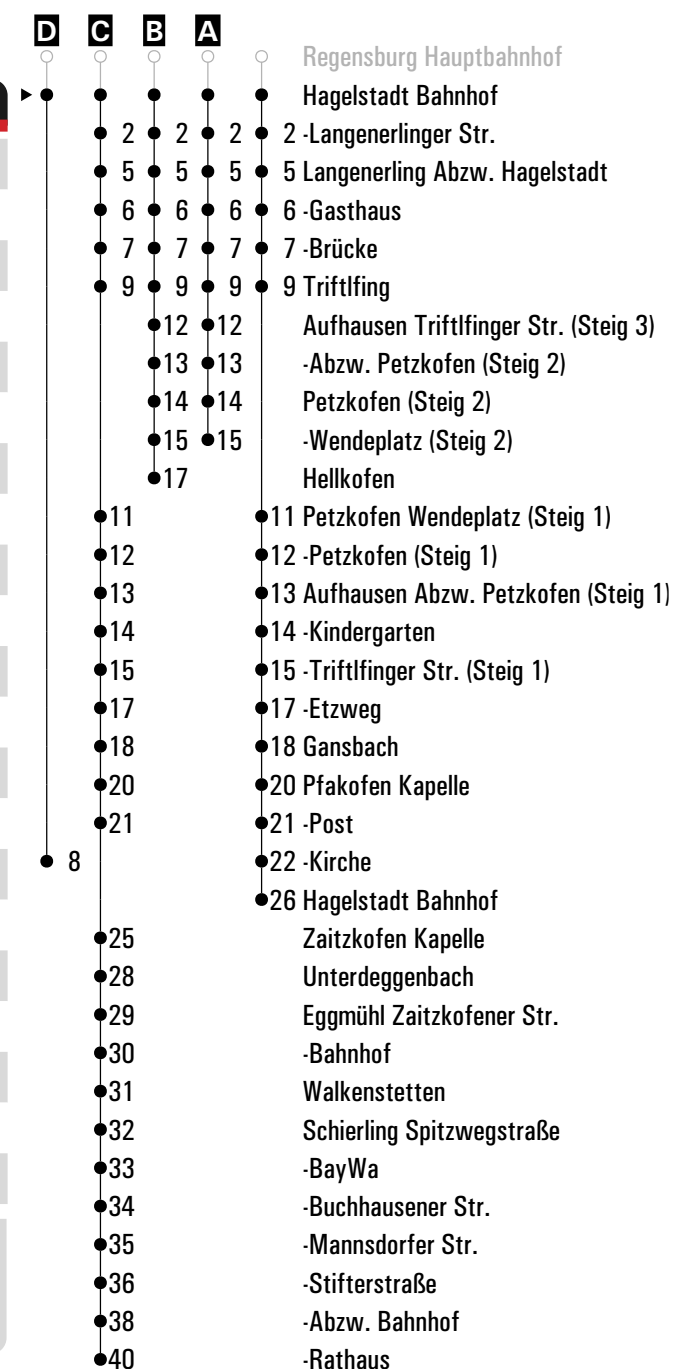 D C B A
Regensburg Hauptbahnhof
Hagelstadt Bahnhof
2 2 2 2 -Langenerlinger Str.
5 5 5 5 Langenerling Abzw. Hagelstadt
6 6 6 6 -Gasthaus
7 7 7 7 -Brücke
9 9 9 9 Triftlfing
12 12 Aufhausen Triftlfinger Str. (Steig 3)
13 13 -Abzw. Petzkofen (Steig 2)
14 14 Petzkofen (Steig 2)
15 15 -Wendeplatz (Steig 2)
17 Hellkofen
11 11 Petzkofen Wendeplatz (Steig 1)
12 12 -Petzkofen (Steig 1)
13 13 Aufhausen Abzw. Petzkofen (Steig 1)
14 14 -Kindergarten
15 15 -Triftlfinger Str. (Steig 1)
17 17 -Etzweg
18 18 Gansbach
20 20 Pfakofen Kapelle
21 21 -Post
8 22 -Kirche
26 Hagelstadt Bahnhof
25 Zaitzkofen Kapelle
28 Unterdeggenbach
29 Eggmühl Zaitzkofener Str.
30 -Bahnhof
31 Walkenstetten
32 Schierling Spitzwegstraße
33 -BayWa
34 -Buchhausener Str.
35 -Mannsdorfer Str.
36 -Stifterstraße
38 -Abzw. Bahnhof
40 -Rathaus